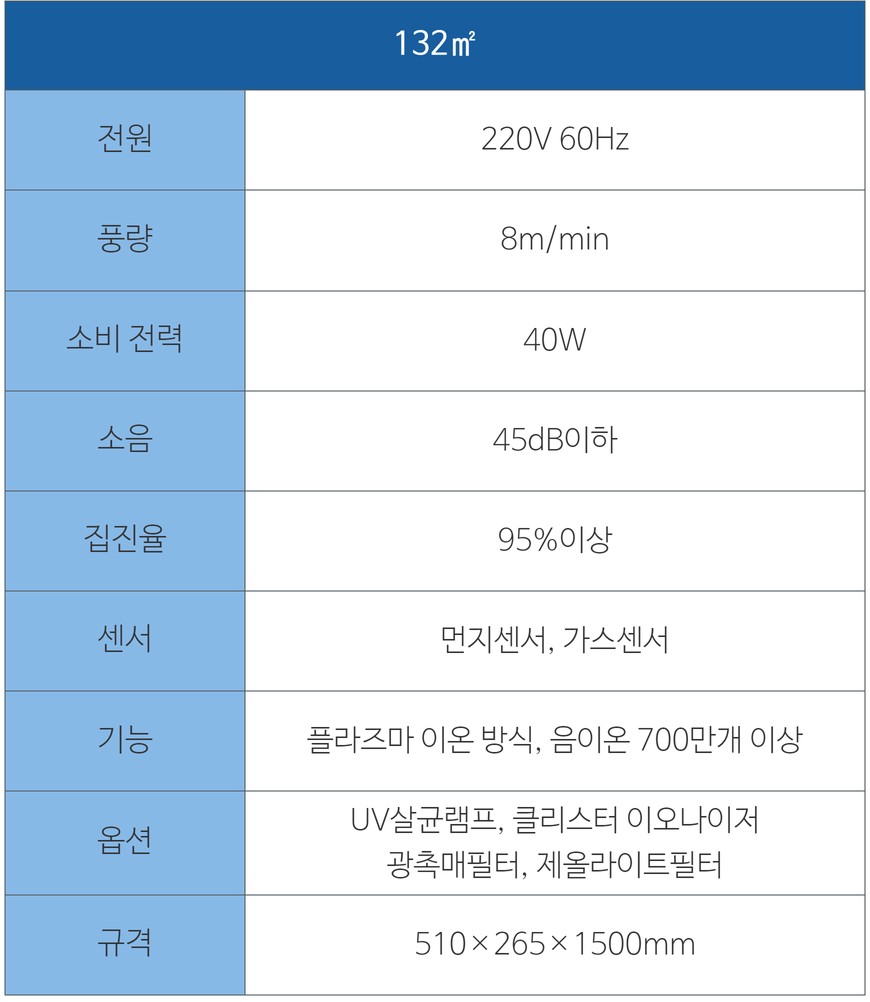 132㎡
전원 220V 60Hz
풍량 8m/min
소비 전력 40W
소음 45dB이하
집진율 95%이상
센서 먼지센서, 가스센서
기능 플라즈마 이온 방식, 음이온 700만개 이상
옵션 UV살균램프, 클리스터 이오나이저
광촉매필터, 제올라이트필터
규격 510×265×1500mm